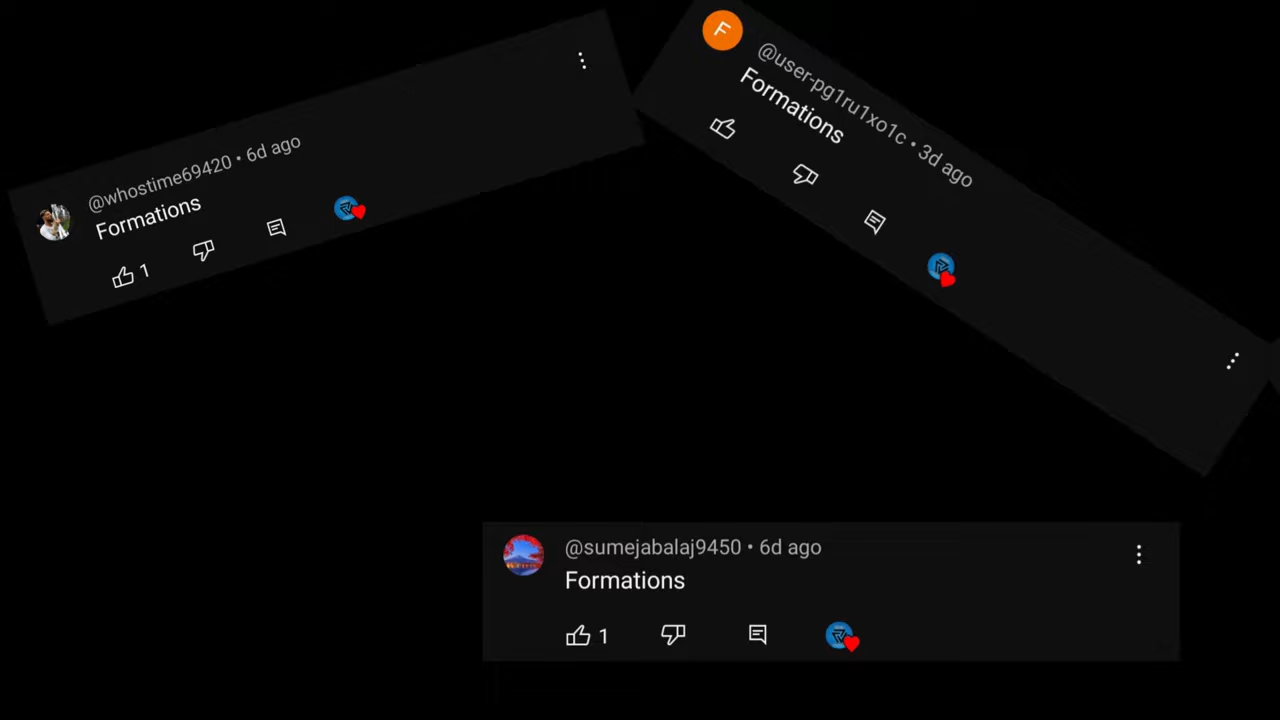 @whostime69420 • 6d ago
Formations
1
F
@user-pg1ru1xo1c • 3d ago
Formations
@sumejabalaj9450 • 6d ago
Formations
1